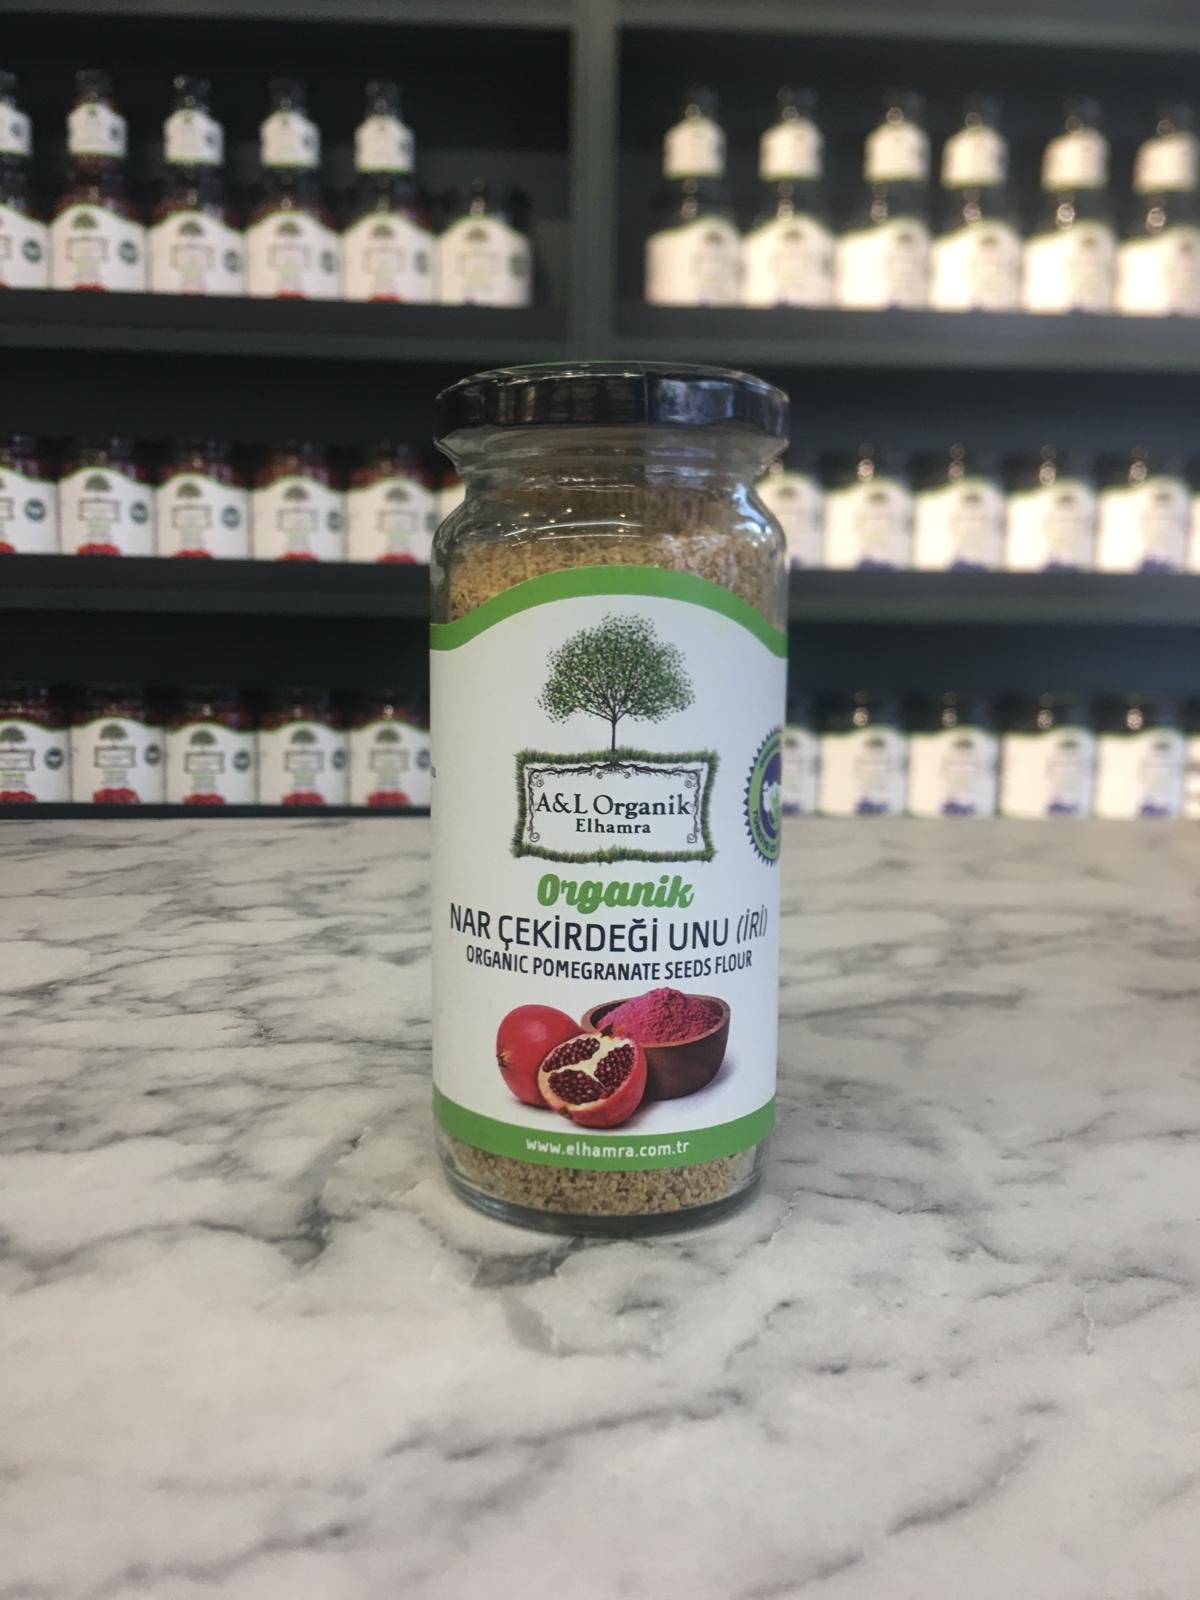 A&L Organik
Elhamra
Organik
NAR ÇEKİRDEĞİ UNU (İRİ)
ORGANIC POMEGRANATE SEEDS FLOUR
www.elhamra.com.tr